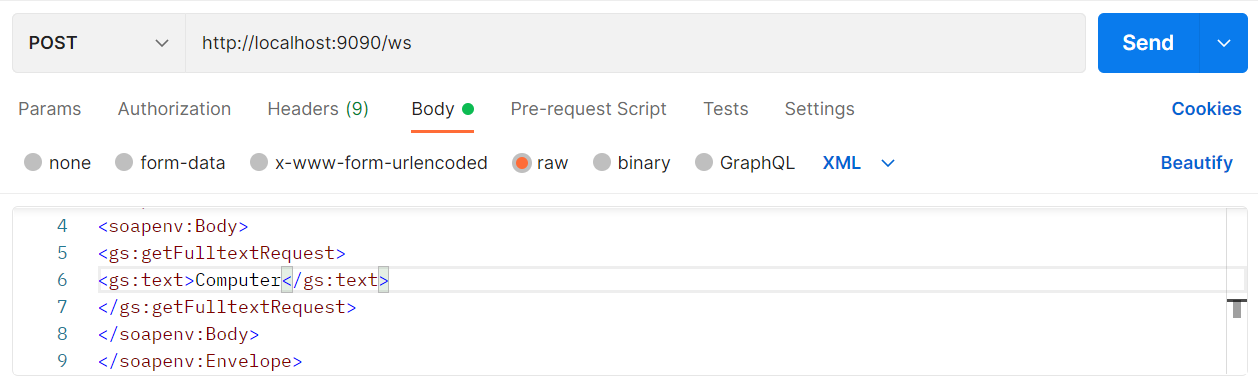 POST http://localhost:9090/ws Send
Params Authorization Headers (9) Body Pre-request Script Tests Settings Cookies
none form-data x-www-form-urlencoded raw binary GraphQL XML Beautify
4 <soapenv:Body>
5 <gs:getFulltextRequest>
6 <gs:text>Computer</gs:text>
7 </gs:getFulltextRequest>
8 </soapenv:Body>
9 </soapenv:Envelope>